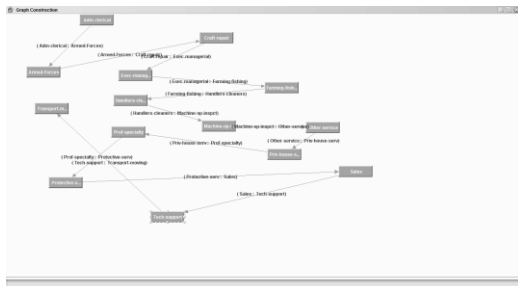 Graph Construction
Adm-clerical
Craft-repair
( Adm-clerical :: Armed-Forces)
( Armed-Forces :: Craft-repair)
( Craft-repair :: Exec-managerial)
Armed-Forces
Exec-manag...
( Exec-managerial :: Farming-fishing)
Farming-fishi...
( Farming-fishing :: Handlers-cleaners)
Handlers-cle...
Transport-m...
( Handlers-cleaners :: Machine-op-inspct)
Machine-op-i
( Machine-op-inspct :: Other-service)
Other-service
Prof-specialty
( Priv-house-serv :: Prof-specialty)
( Other-service :: Priv-house-serv)
Priv-house-s...
( Prof-specialty :: Protective-serv)
( Tech-support :: Transport-moving)
Protective-s...
( Protective-serv :: Sales)
Sales
( Sales :: Tech-support)
Tech-support